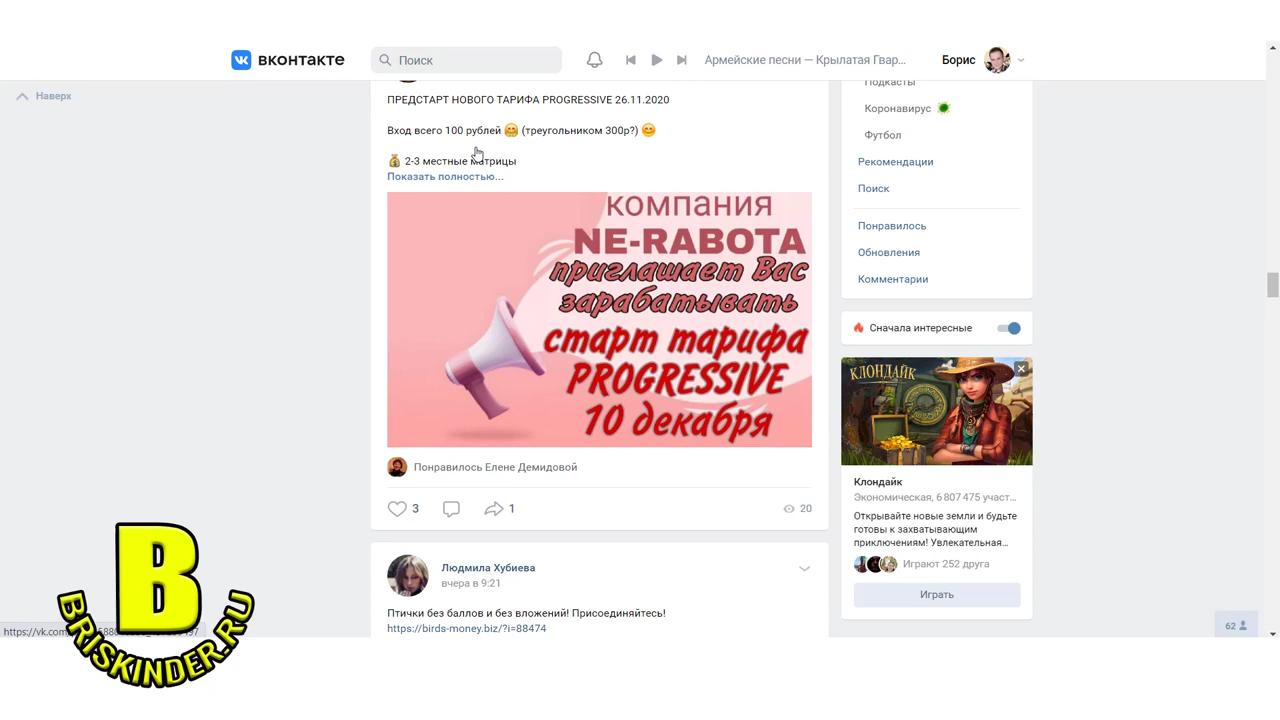 вконтакте
Поиск
Армейские песни — Крылатая Гвар...
Борис
Наверх
ПРЕДСТАРТ НОВОГО ТАРИФА PROGRESSIVE 26.11.2020
Вход всего 100 рублей 🤗 (треугольником 300р?) 😊
💰 2-3 местные матрицы
Показать полностью...
компания
NE-RABOTA
приглашает Вас
зарабатывать
старт тарифа
PROGRESSIVE
10 декабря
Понравилось Елене Демидовой
3
1
20
Людмила Хубиева
вчера в 9:21
Птички без баллов и без вложений! Присоединяйтесь!
https://birds-money.biz/?i=88474
Подкасты
Коронавирус
Футбол
Рекомендации
Поиск
Понравилось
Обновления
Комментарии
Сначала интересные
КЛОНДАЙК
Клондайк
Экономическая, 6 807 475 участ...
Открывайте новые земли и будьте
готовы к захватывающим
приключениям! Увлекательная...
Играют 252 друга
Играть
62
B
BRISKINDER.RU
https://vk.com/